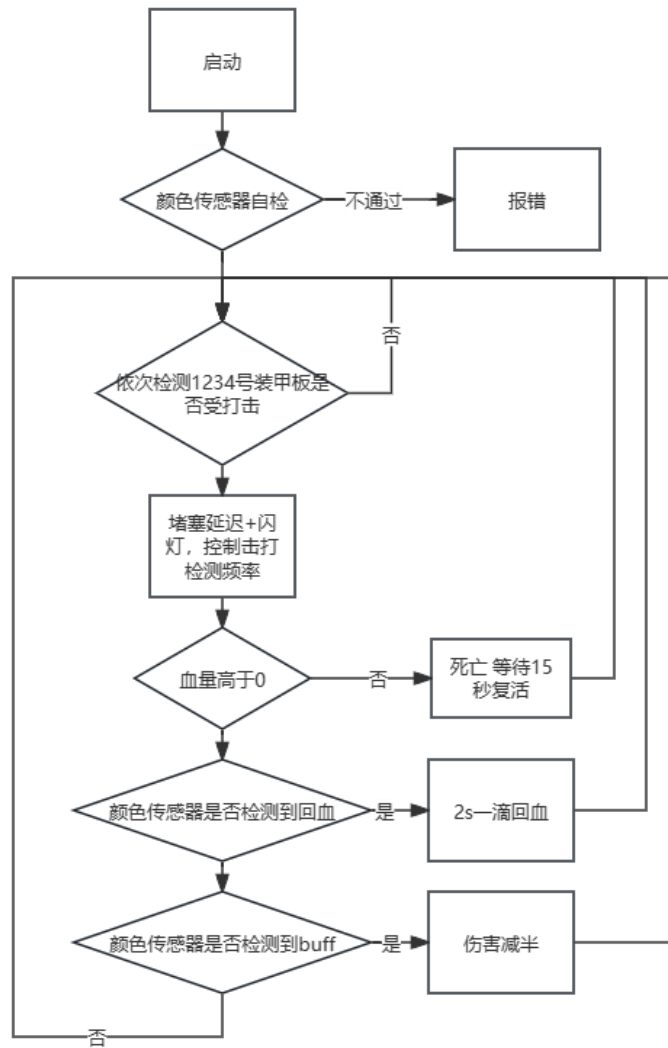 启动
颜色传感器自检
不通过
报错
否
依次检测1234号装甲板是
否受打击
堵塞延迟+闪
灯，控制击打
检测频率
血量高于0
否
死亡 等待15
秒复活
颜色传感器是否检测到回血
是
2s一滴回血
颜色传感器是否检测到buff
是
伤害减半
否